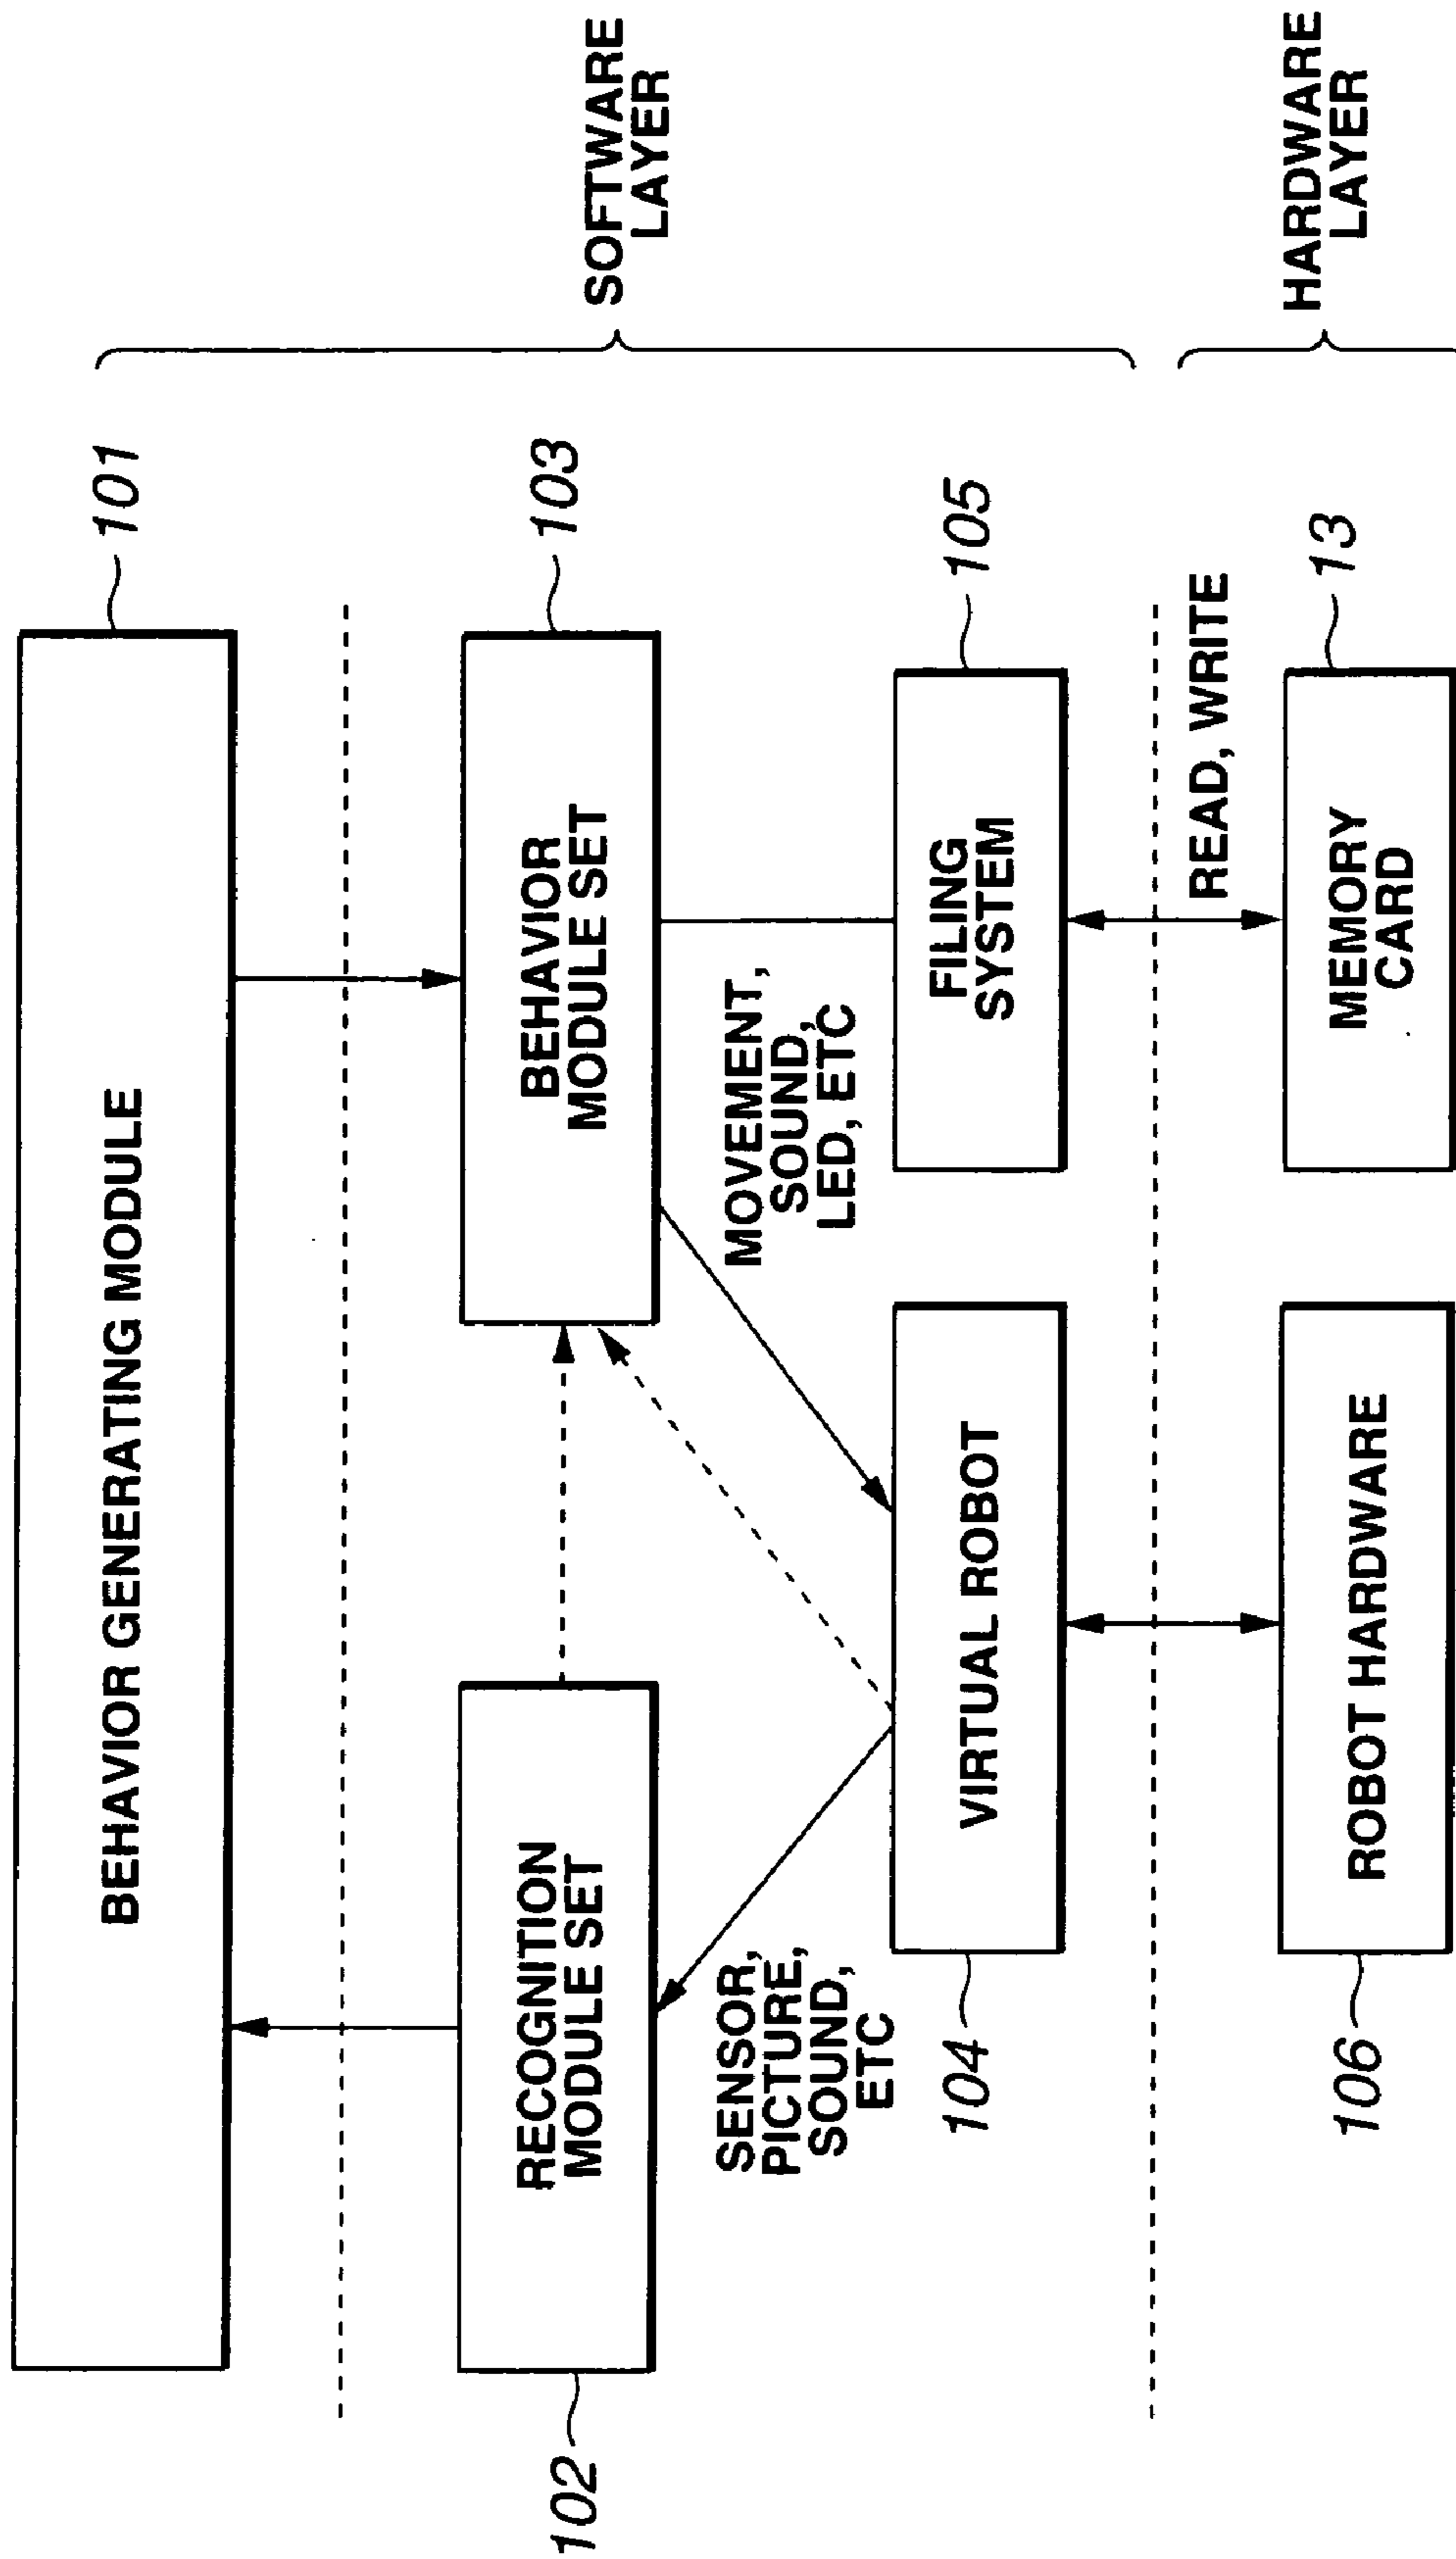 101
BEHAVIOR GENERATING MODULE
SOFTWARE
LAYER
102
RECOGNITION
MODULE SET
BEHAVIOR
MODULE SET
103
SENSOR,
PICTURE,
SOUND,
ETC
MOVEMENT,
SOUND,
LED, ETC
104
VIRTUAL ROBOT
FILING
SYSTEM
105
READ, WRITE
106
ROBOT HARDWARE
MEMORY
CARD
13
HARDWARE
LAYER